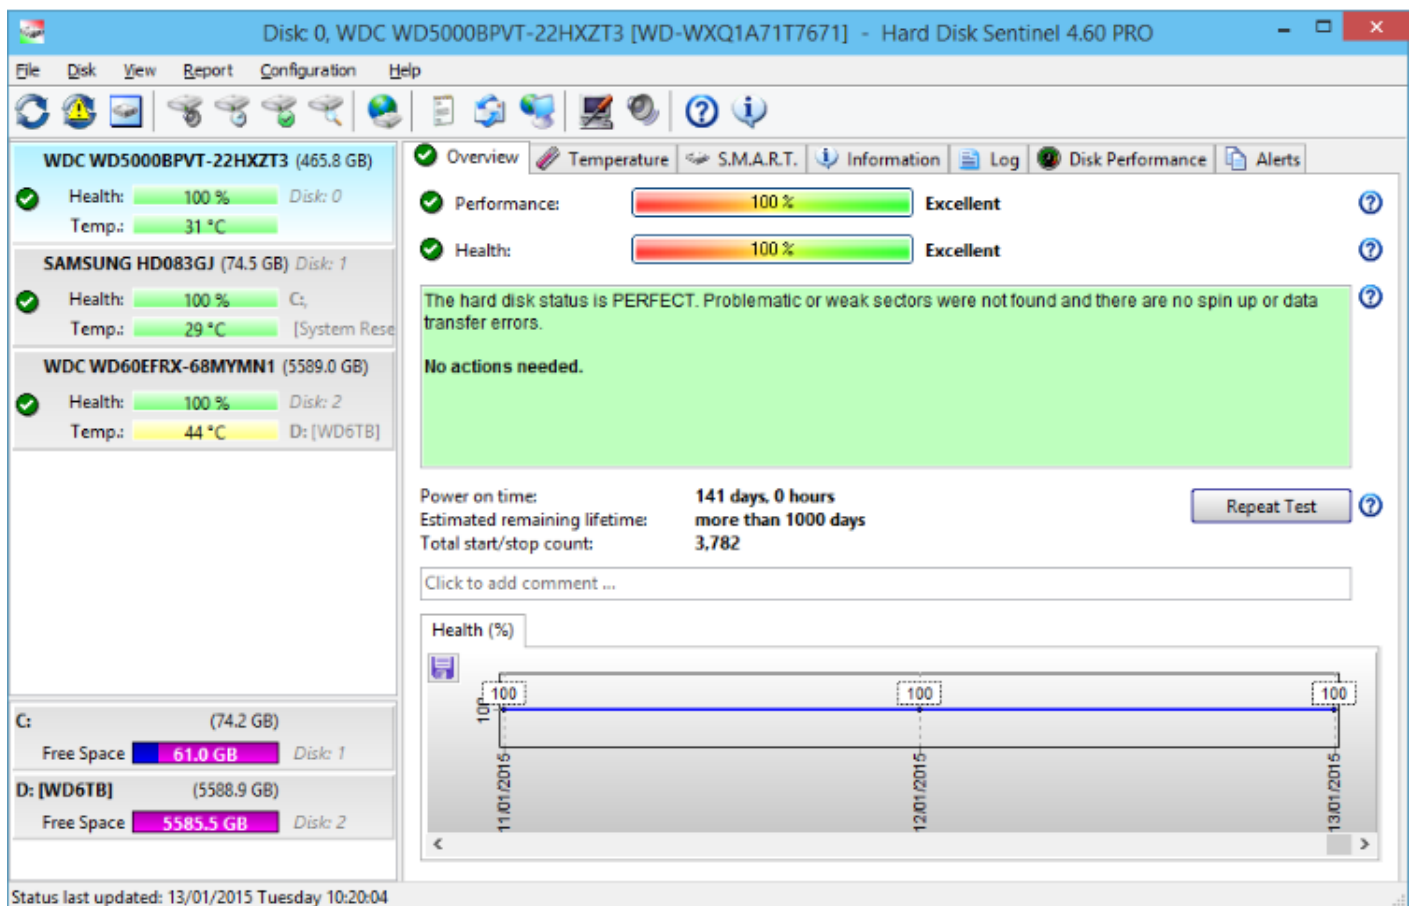 Disk: 0, WDC WD5000BPVT-22HXZT3 [WD-WXQ1A71T7671] - Hard Disk Sentinel 4.60 PRO
File Disk View Report Configuration Help
WDC WD5000BPVT-22HXZT3 (465.8 GB)
Health: 100 % Disk: 0
Temp.: 31 °C
SAMSUNG HD083GJ (74.5 GB) Disk: 1
Health: 100 % C:,
Temp.: 29 °C [System Rese
WDC WD60EFRX-68MYMN1 (5589.0 GB)
Health: 100 % Disk: 2
Temp.: 44 °C D: [WD6TB]
C: (74.2 GB)
Free Space 61.0 GB Disk: 1
D: [WD6TB] (5588.9 GB)
Free Space 5585.5 GB Disk: 2
Overview Temperature S.M.A.R.T. Information Log Disk Performance Alerts
Performance: 100 % Excellent
Health: 100 % Excellent
The hard disk status is PERFECT. Problematic or weak sectors were not found and there are no spin up or data
transfer errors.
No actions needed.
Power on time: 141 days, 0 hours
Estimated remaining lifetime: more than 1000 days
Total start/stop count: 3,782
Repeat Test
Click to add comment ...
Health (%)
100 100 100
100
11/01/2015 12/01/2015 13/01/2015
Status last updated: 13/01/2015 Tuesday 10:20:04